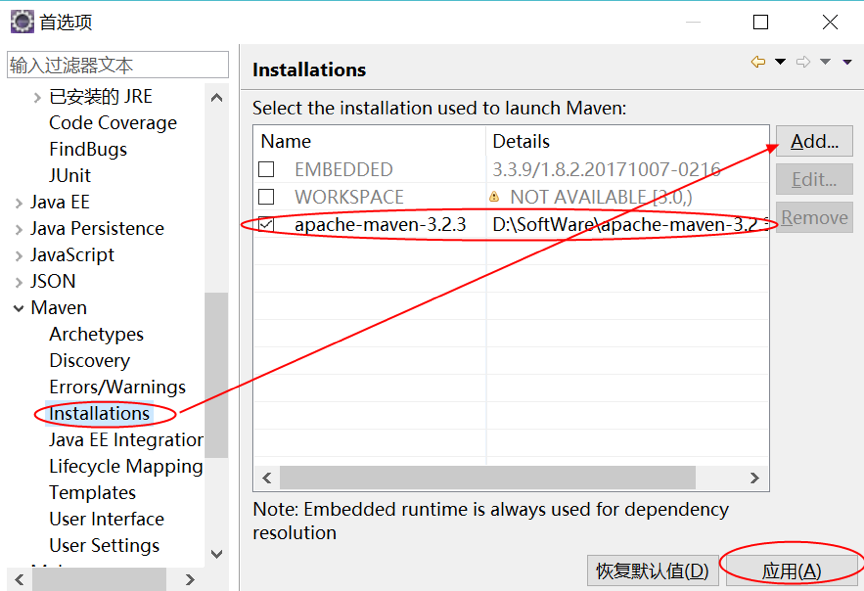 首选项
输入过滤器文本
已安装的 JRE
Code Coverage
FindBugs
JUnit
Java EE
Java Persistence
JavaScript
JSON
Maven
Archetypes
Discovery
Errors/Warnings
Installations
Java EE Integration
Lifecycle Mapping
Templates
User Interface
User Settings
Installations
Select the installation used to launch Maven:
Name Details
EMBEDDED 3.3.9/1.8.2.20171007-0216
WORKSPACE NOT AVAILABLE [3.0,)
apache-maven-3.2.3 D:\SoftWare\apache-maven-3.2.
Add...
Edit...
Remove
Note: Embedded runtime is always used for dependency
resolution
恢复默认值(D)
应用(A)